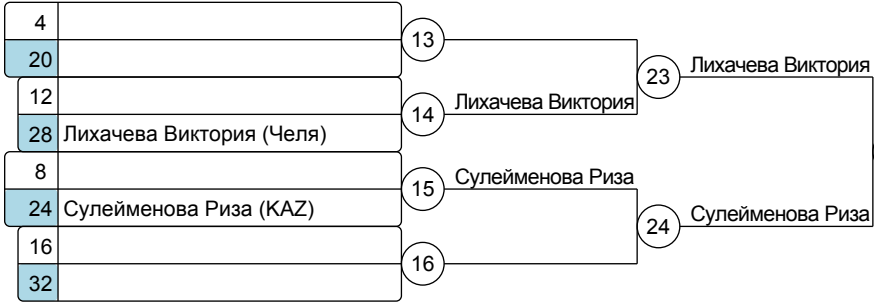 4
20
13
12
28 Лихачева Виктория (Челя)
14 Лихачева Виктория
23 Лихачева Виктория
8
24 Сулейменова Риза (KAZ)
15 Сулейменова Риза
16
32
16
24 Сулейменова Риза